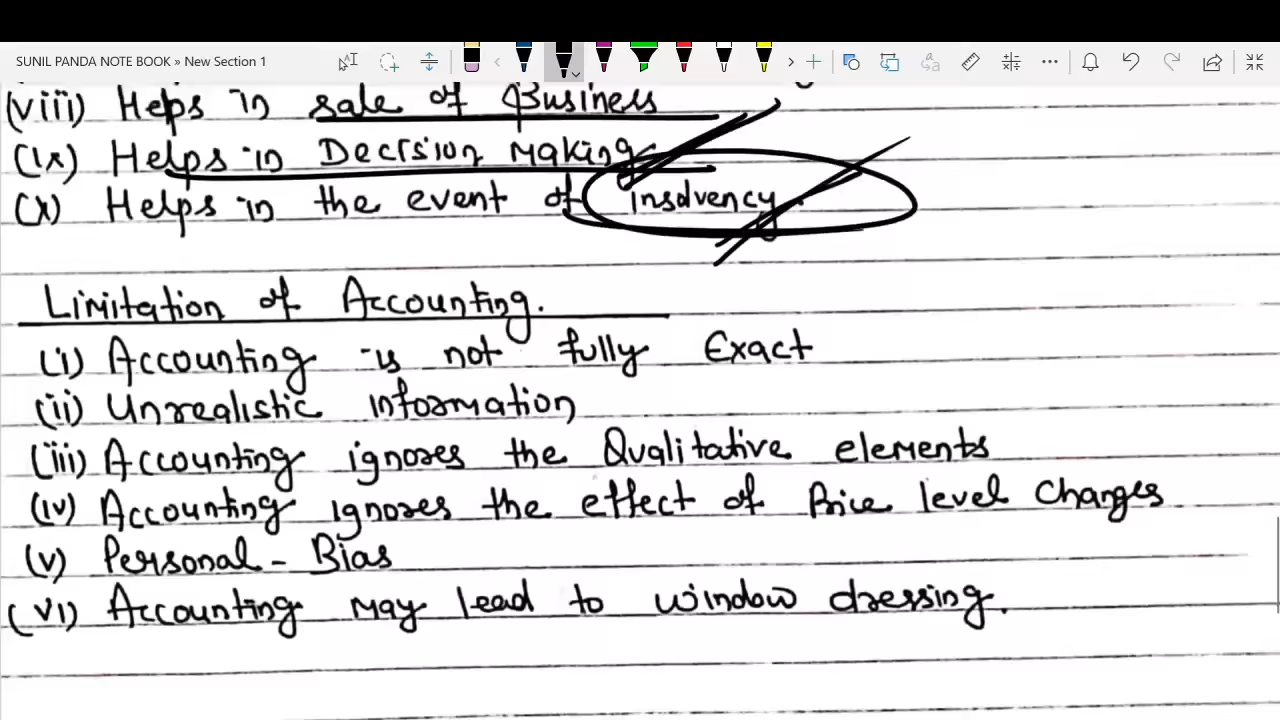 SUNIL PANDA NOTE BOOK » New Section 1
(viii) Helps in sale of Business
(ix) Helps in Decision Making
(x) Helps in the event of insolvency.
Limitation of Accounting.
(i) Accounting is not fully Exact
(ii) Unrealistic information
(iii) Accounting ignores the Qualitative elements
(iv) Accounting ignores the effect of Price level Changes
(v) Personal - Bias
(vi) Accounting may lead to window dressing.